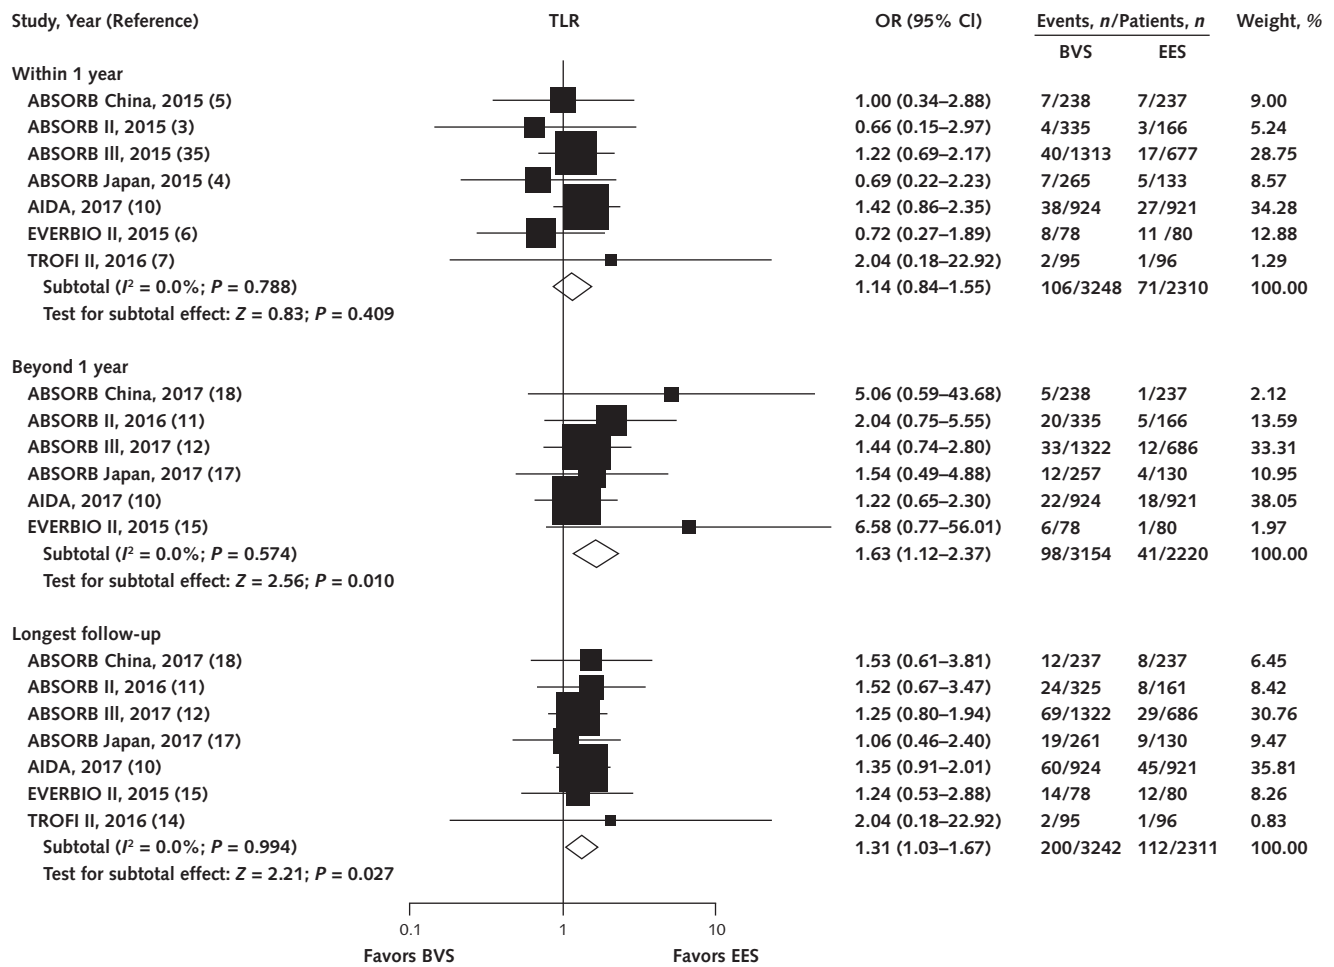 Study, Year (Reference) TLR OR (95% Cl) Events, n/Patients, n Weight, %
BVS EES
Within 1 year
ABSORB China, 2015 (5) 1.00 (0.34–2.88) 7/238 7/237 9.00
ABSORB II, 2015 (3) 0.66 (0.15–2.97) 4/335 3/166 5.24
ABSORB Ill, 2015 (35) 1.22 (0.69–2.17) 40/1313 17/677 28.75
ABSORB Japan, 2015 (4) 0.69 (0.22–2.23) 7/265 5/133 8.57
AIDA, 2017 (10) 1.42 (0.86–2.35) 38/924 27/921 34.28
EVERBIO II, 2015 (6) 0.72 (0.27–1.89) 8/78 11 /80 12.88
TROFI II, 2016 (7) 2.04 (0.18–22.92) 2/95 1/96 1.29
Subtotal (I² = 0.0%; P = 0.788) 1.14 (0.84–1.55) 106/3248 71/2310 100.00
Test for subtotal effect: Z = 0.83; P = 0.409
Beyond 1 year
ABSORB China, 2017 (18) 5.06 (0.59–43.68) 5/238 1/237 2.12
ABSORB II, 2016 (11) 2.04 (0.75–5.55) 20/335 5/166 13.59
ABSORB Ill, 2017 (12) 1.44 (0.74–2.80) 33/1322 12/686 33.31
ABSORB Japan, 2017 (17) 1.54 (0.49–4.88) 12/257 4/130 10.95
AIDA, 2017 (10) 1.22 (0.65–2.30) 22/924 18/921 38.05
EVERBIO II, 2015 (15) 6.58 (0.77–56.01) 6/78 1/80 1.97
Subtotal (I² = 0.0%; P = 0.574) 1.63 (1.12–2.37) 98/3154 41/2220 100.00
Test for subtotal effect: Z = 2.56; P = 0.010
Longest follow-up
ABSORB China, 2017 (18) 1.53 (0.61–3.81) 12/237 8/237 6.45
ABSORB II, 2016 (11) 1.52 (0.67–3.47) 24/325 8/161 8.42
ABSORB Ill, 2017 (12) 1.25 (0.80–1.94) 69/1322 29/686 30.76
ABSORB Japan, 2017 (17) 1.06 (0.46–2.40) 19/261 9/130 9.47
AIDA, 2017 (10) 1.35 (0.91–2.01) 60/924 45/921 35.81
EVERBIO II, 2015 (15) 1.24 (0.53–2.88) 14/78 12/80 8.26
TROFI II, 2016 (14) 2.04 (0.18–22.92) 2/95 1/96 0.83
Subtotal (I² = 0.0%; P = 0.994) 1.31 (1.03–1.67) 200/3242 112/2311 100.00
Test for subtotal effect: Z = 2.21; P = 0.027
0.1 1 10
Favors BVS Favors EES